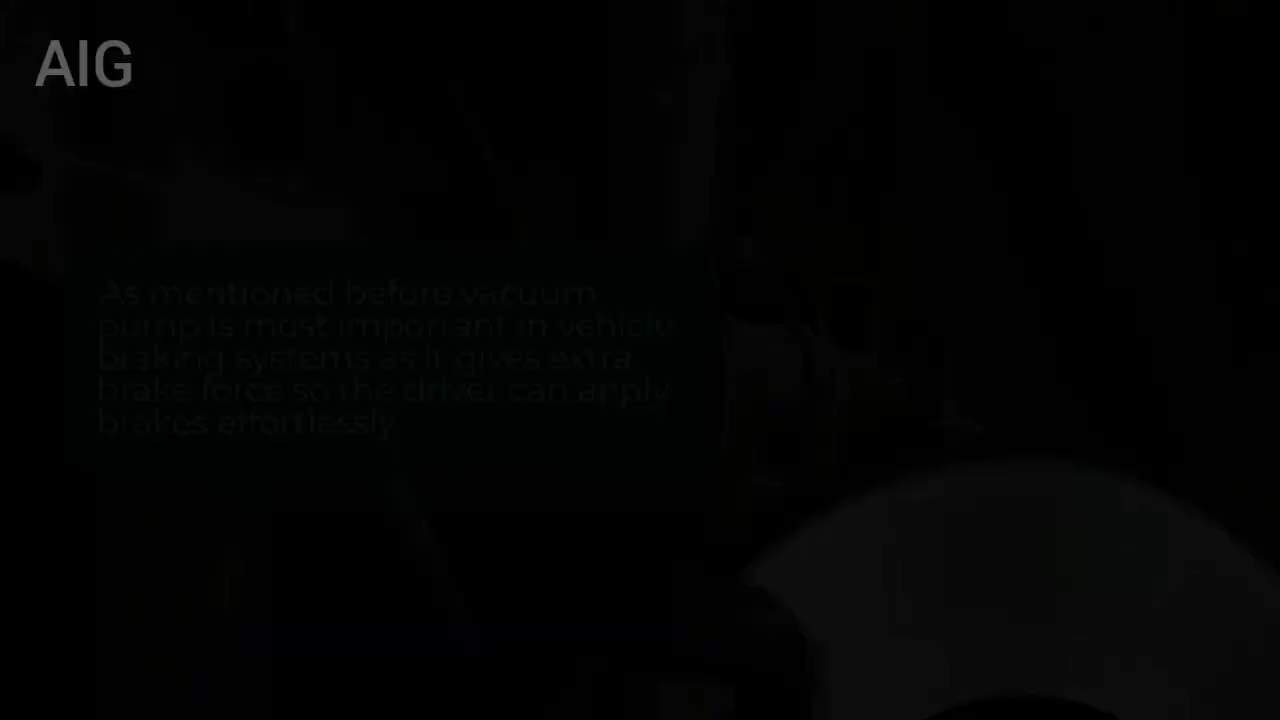 AIG
As mentioned before vacuum
pump is most important in vehicle
braking systems as it gives extra
brake force so the driver can apply
brakes effortlessly